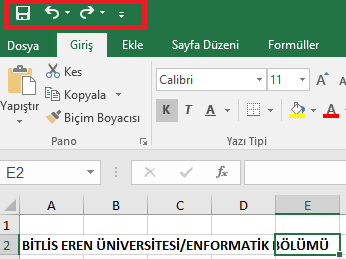 Dosya Giriş Ekle Sayfa Düzeni Formüller
Kes
Kopyala
Biçim Boyacısı
Yapıştır
Calibri 11 A A
K T A
Pano Yazı Tipi
E2 fx
A B C D E
1
2 BİTLİS EREN ÜNİVERSİTESİ/ENFORMATİK BÖLÜMÜ